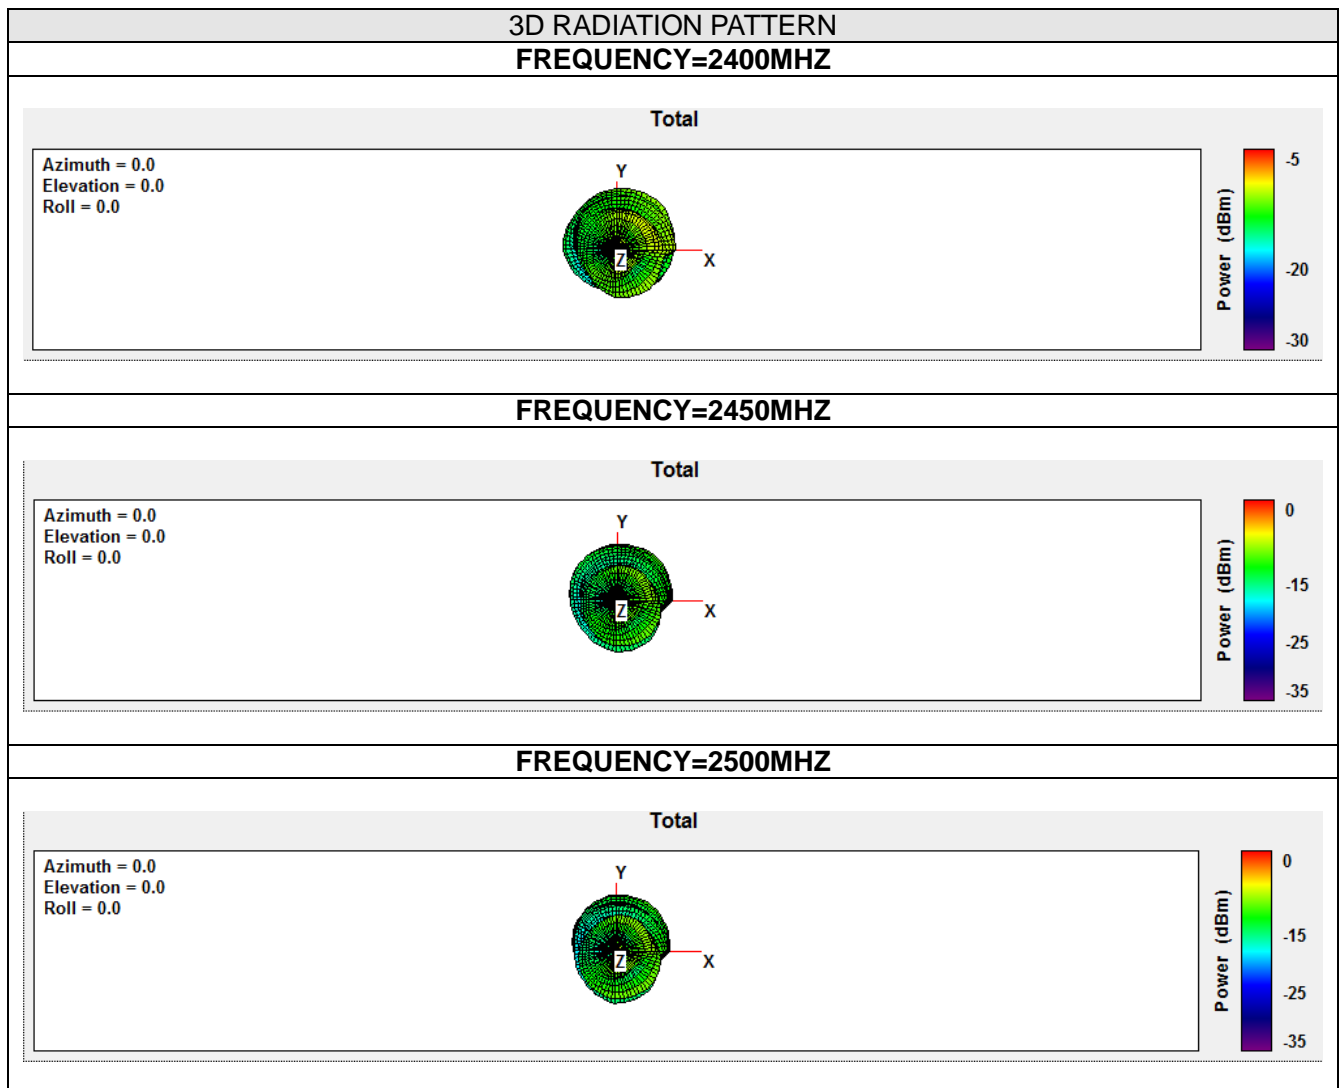 3D RADIATION PATTERN
FREQUENCY=2400MHZ
Total
Azimuth = 0.0
Elevation = 0.0
Roll = 0.0
Y
Z
X
Power (dBm)
-5
-20
-30
FREQUENCY=2450MHZ
Total
Azimuth = 0.0
Elevation = 0.0
Roll = 0.0
Y
Z
X
Power (dBm)
0
-15
-25
-35
FREQUENCY=2500MHZ
Total
Azimuth = 0.0
Elevation = 0.0
Roll = 0.0
Y
Z
X
Power (dBm)
0
-15
-25
-35